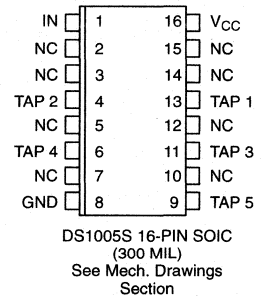 IN 1 16 VCC
NC 2 15 NC
NC 3 14 NC
TAP 2 4 13 TAP 1
NC 5 12 NC
TAP 4 6 11 TAP 3
NC 7 10 NC
GND 8 9 TAP 5
DS1005S 16-PIN SOIC
(300 MIL)
See Mech. Drawings
Section